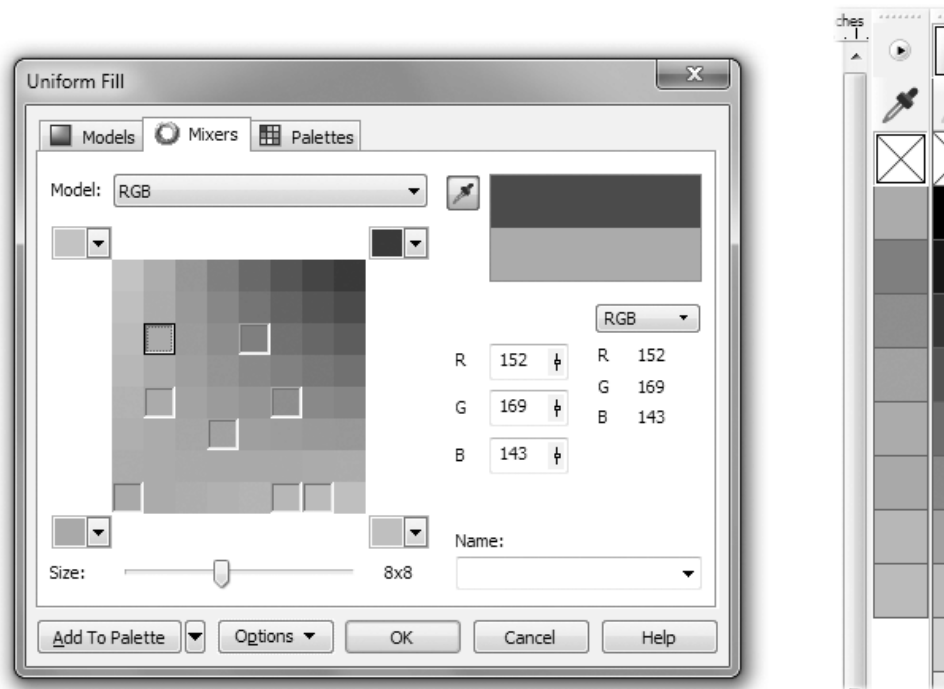 ches
Uniform Fill
Models Mixers Palettes
Model: RGB
RGB
R 152 R 152
G 169 G 169
B 143 B 143
Name:
Size: 8x8
Add To Palette Options OK Cancel Help